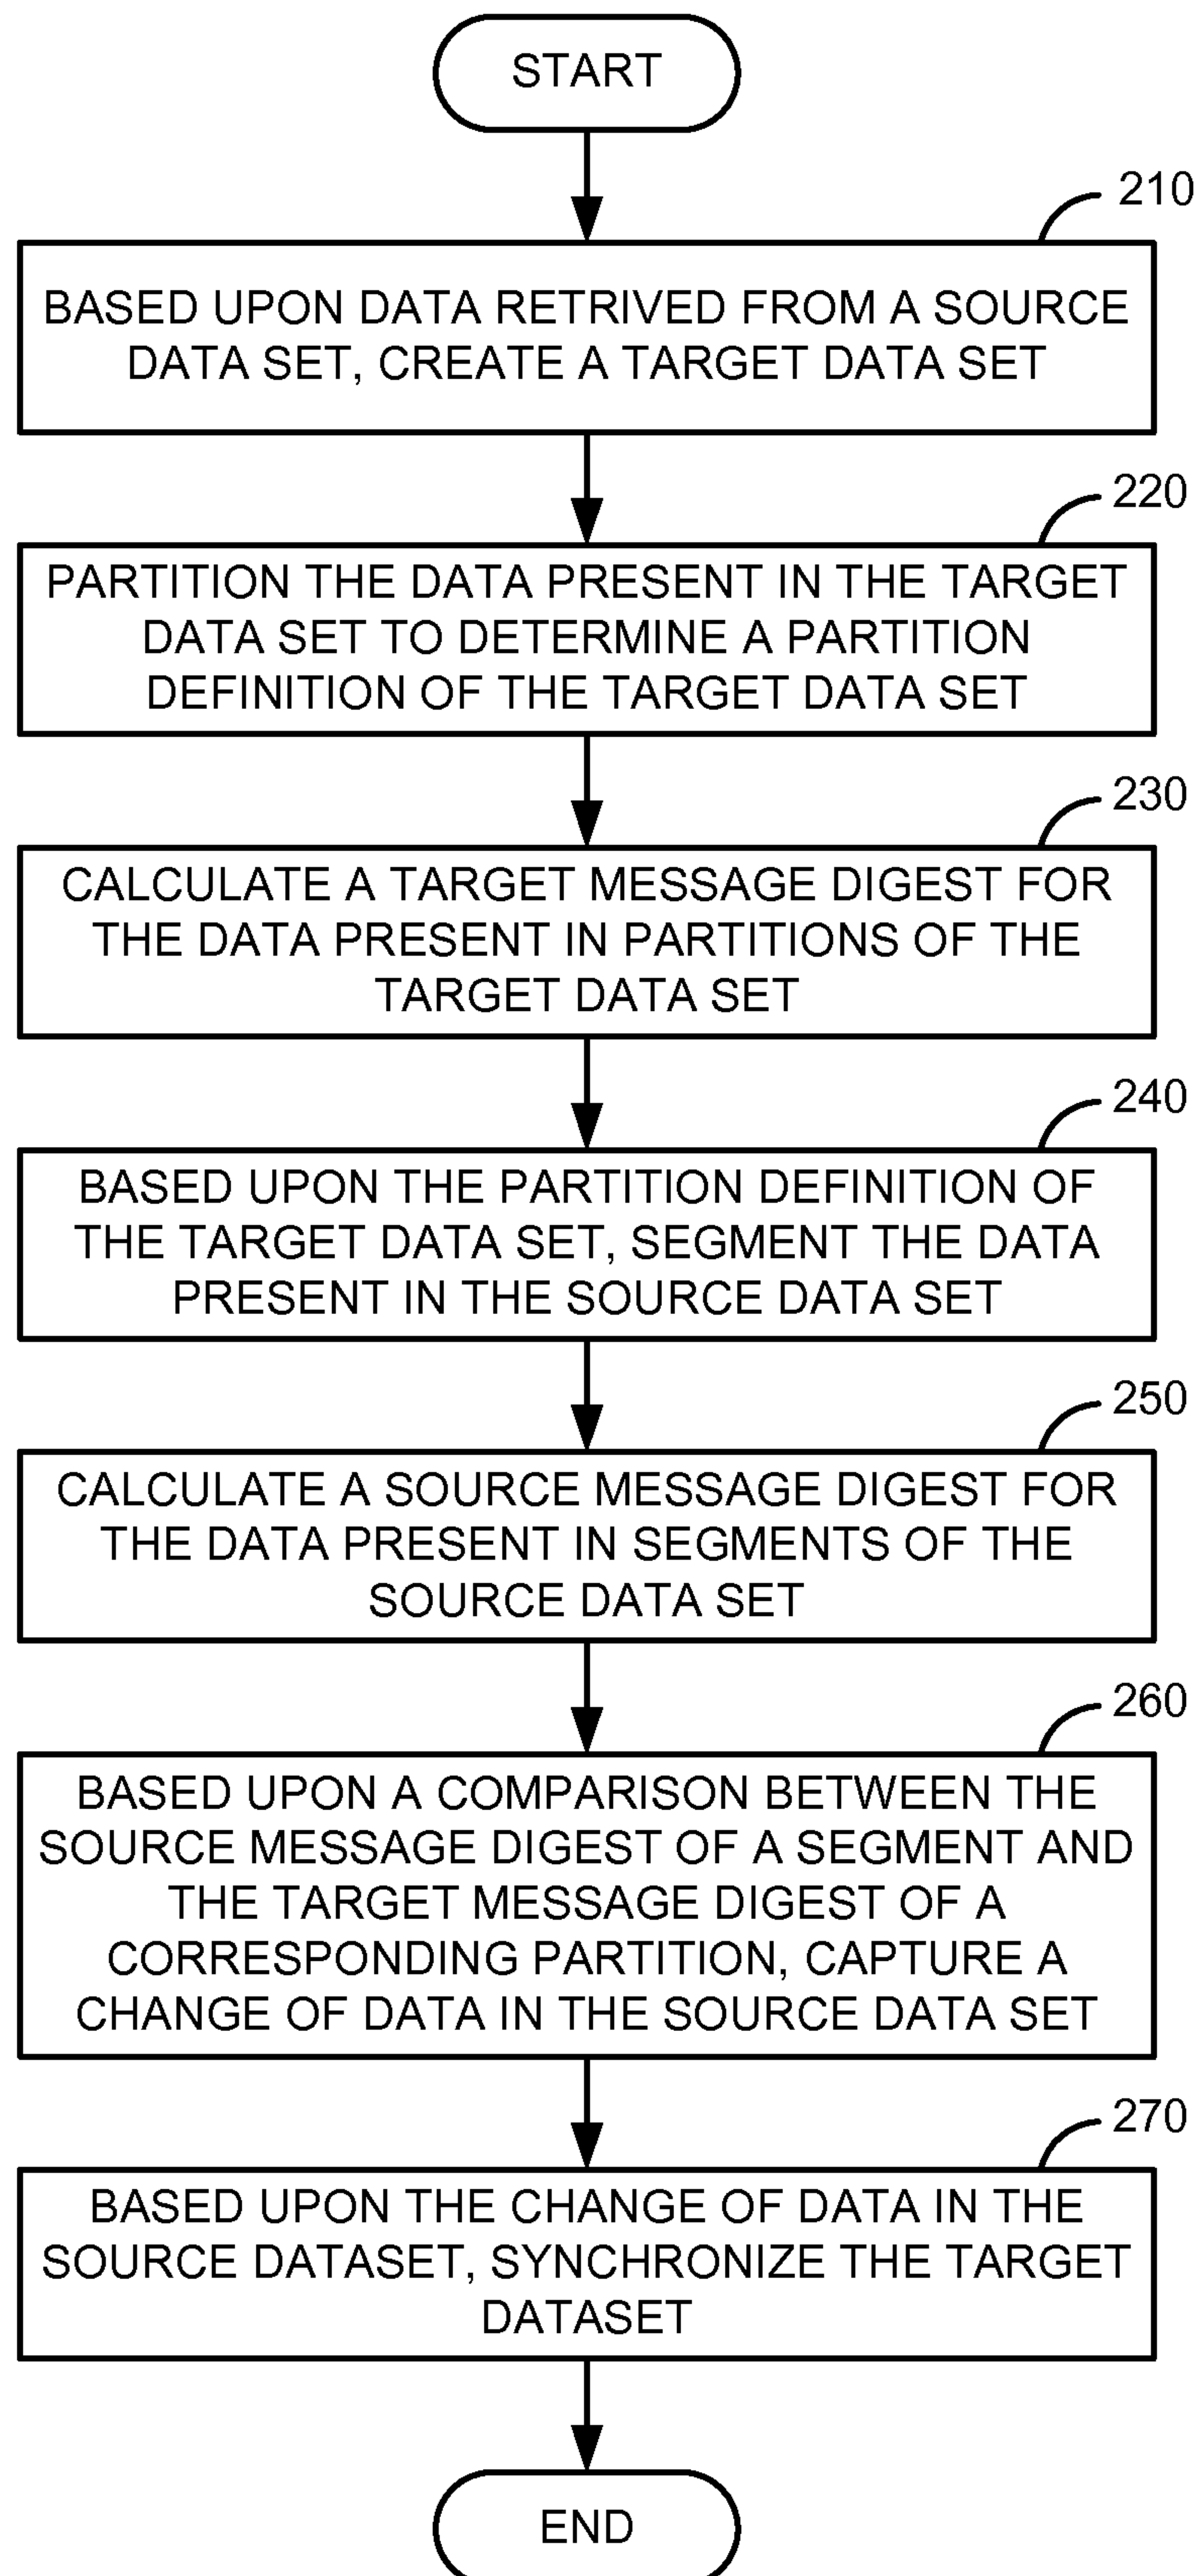 START
210
BASED UPON DATA RETRIVED FROM A SOURCE
DATA SET, CREATE A TARGET DATA SET
220
PARTITION THE DATA PRESENT IN THE TARGET
DATA SET TO DETERMINE A PARTITION
DEFINITION OF THE TARGET DATA SET
230
CALCULATE A TARGET MESSAGE DIGEST FOR
THE DATA PRESENT IN PARTITIONS OF THE
TARGET DATA SET
240
BASED UPON THE PARTITION DEFINITION OF
THE TARGET DATA SET, SEGMENT THE DATA
PRESENT IN THE SOURCE DATA SET
250
CALCULATE A SOURCE MESSAGE DIGEST FOR
THE DATA PRESENT IN SEGMENTS OF THE
SOURCE DATA SET
260
BASED UPON A COMPARISON BETWEEN THE
SOURCE MESSAGE DIGEST OF A SEGMENT AND
THE TARGET MESSAGE DIGEST OF A
CORRESPONDING PARTITION, CAPTURE A
CHANGE OF DATA IN THE SOURCE DATA SET
270
BASED UPON THE CHANGE OF DATA IN THE
SOURCE DATASET, SYNCHRONIZE THE TARGET
DATASET
END